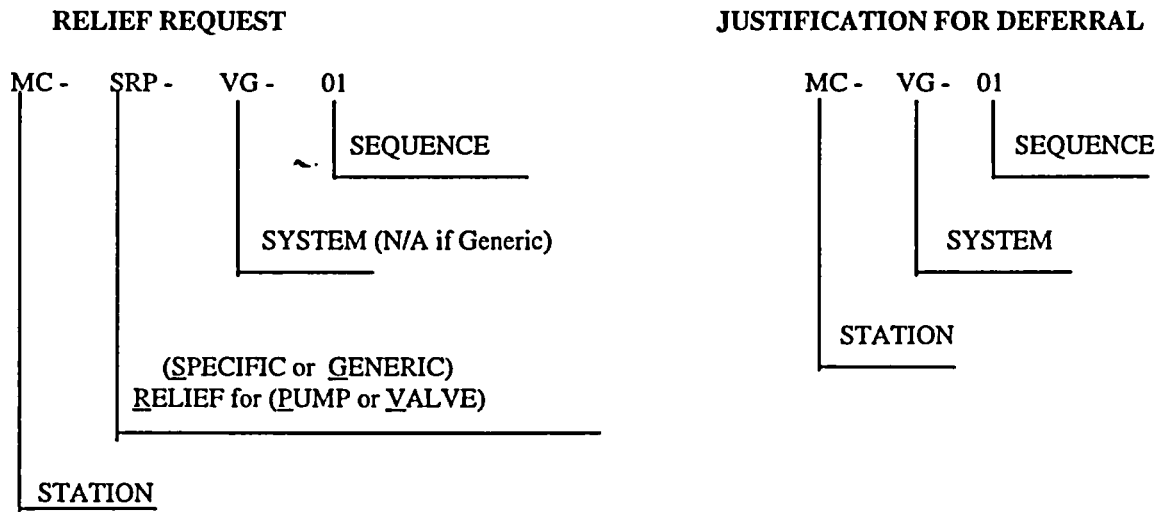 RELIEF REQUEST
MC - SRP - VG - 01
SEQUENCE
SYSTEM (N/A if Generic)
(SPECIFIC or GENERIC)
RELIEF for (PUMP or VALVE)
STATION
JUSTIFICATION FOR DEFERRAL
MC - VG - 01
SEQUENCE
SYSTEM
STATION